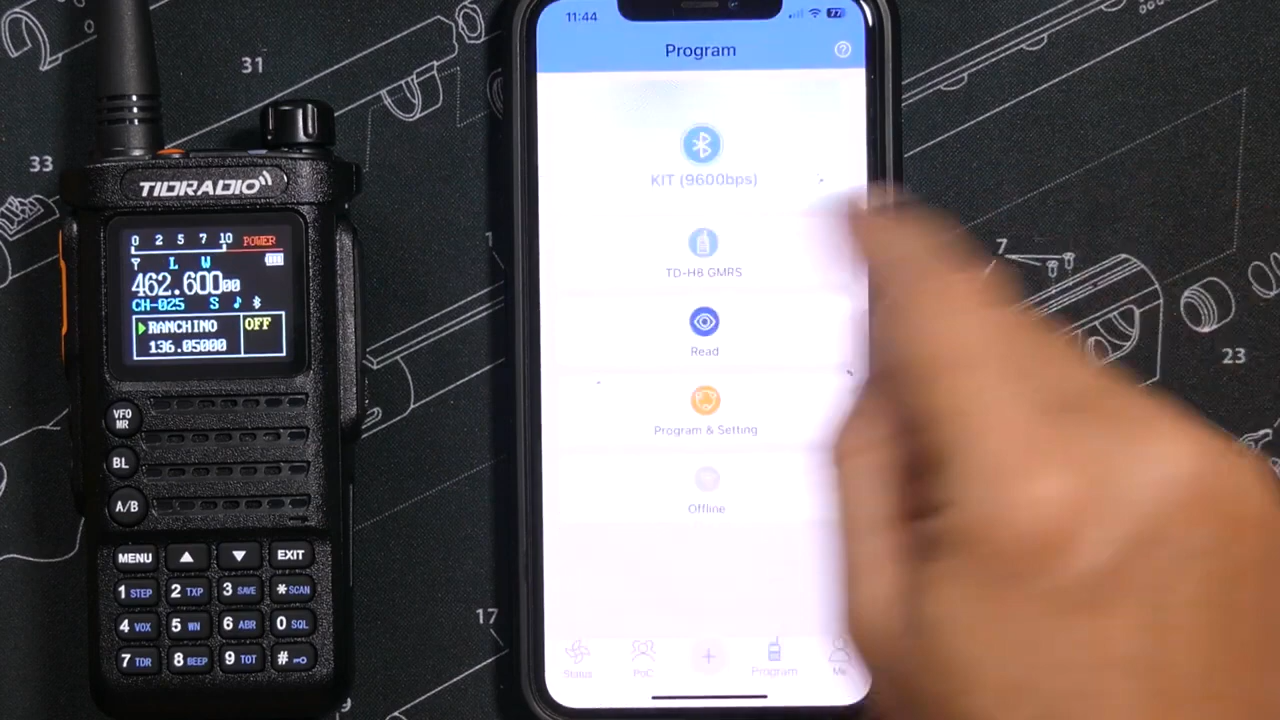 31
33
1
7
23
17
9
TIDRADIO
0 2 5 7 10 POWER
L W
462.60000
CH-025 S
RANCHINO OFF
136.05000
VFO
MR
BL
A/B
MENU ▲ ▼ EXIT
1 STEP 2 TXP 3 SAVE * SCAN
4 VOX 5 WN 6 ABR 0 SQL
7 TDR 8 BEEP 9 TOT #
11:44 77
Program ?
KIT (9600bps)
TD-H8 GMRS
Read
Program & Setting
Offline
Status PoC + Program Me